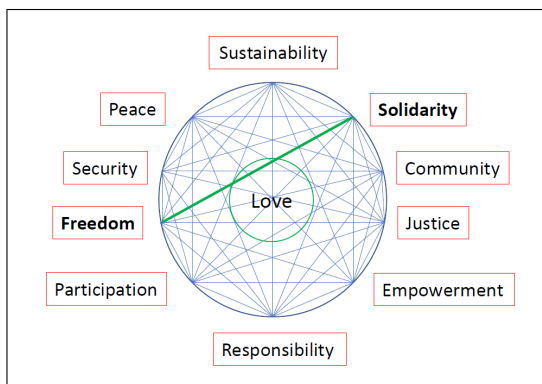 Sustainability
Peace
Solidarity
Security
Community
Love
Freedom
Justice
Participation
Empowerment
Responsibility